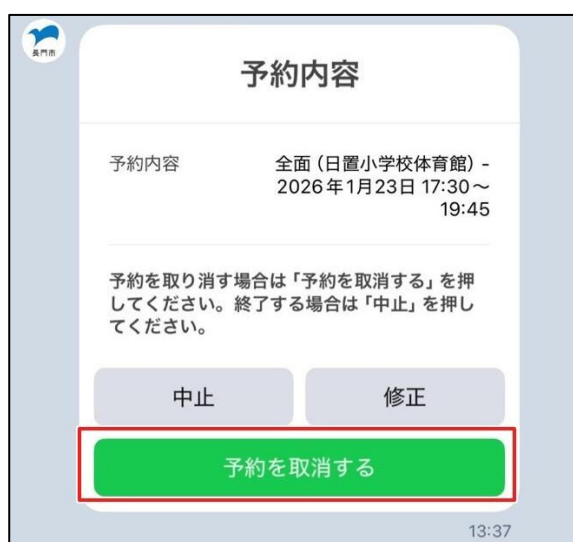 長門市
予約内容
予約内容
全面（日置小学校体育館）-
2026年1月23日 17:30～
19:45
予約を取り消す場合は「予約を取消する」を押
してください。終了する場合は「中止」を押し
てください。
中止
修正
予約を取消する
13:37